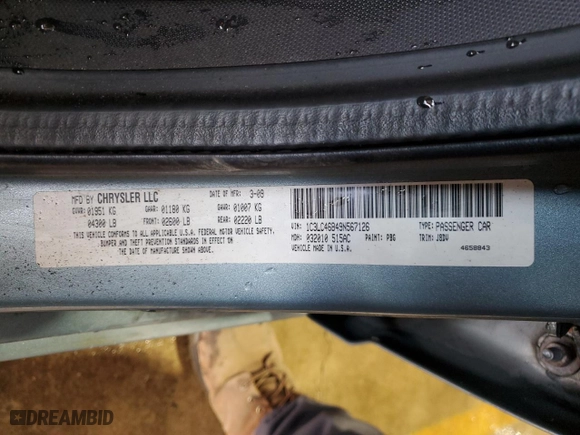 MFD BY CHRYSLER LLC DATE OF MFR: 3-09
GVWR: 01951 KG GAWR: 01180 KG GAWR: 01007 KG
04300 LB FRONT: 02600 LB REAR: 02220 LB
THIS VEHICLE CONFORMS TO ALL APPLICABLE U.S.A. FEDERAL MOTOR VEHICLE SAFETY,
BUMPER AND THEFT PREVENTION STANDARDS IN EFFECT ON
THE DATE OF MANUFACTURE SHOWN ABOVE.
VIN: 1C3LC46B49N567126 TYPE: PASSENGER CAR
MDH: 032010 515AC PAINT: PBG TRIM: J8DV
VEHICLE MADE IN U.S.A. 4658843
DREAMBID